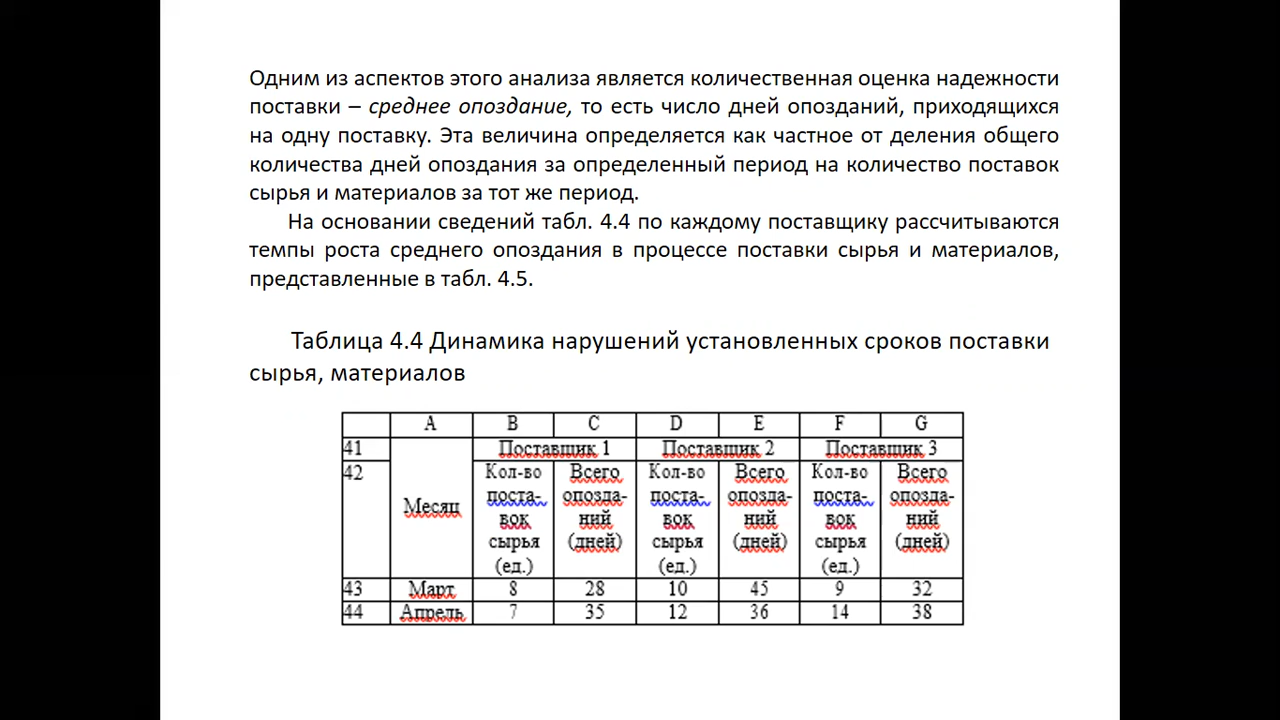 Одним из аспектов этого анализа является количественная оценка надежности
поставки – среднее опоздание, то есть число дней опозданий, приходящихся
на одну поставку. Эта величина определяется как частное от деления общего
количества дней опоздания за определенный период на количество поставок
сырья и материалов за тот же период.
На основании сведений табл. 4.4 по каждому поставщику рассчитываются
темпы роста среднего опоздания в процессе поставки сырья и материалов,
представленные в табл. 4.5.
Таблица 4.4 Динамика нарушений установленных сроков поставки
сырья, материалов
A B C D E F G
41 Поставщик 1 Поставщик 2 Поставщик 3
42 Кол-во Всего Кол-во Всего Кол-во Всего
поста- опозда- поста- опозда- поста- опозда-
Месяц
вок ний вок ний вок ний
сырья (дней) сырья (дней) сырья (дней)
(ед.) (ед.) (ед.)
43 Март 8 28 10 45 9 32
44 Апрель 7 35 12 36 14 38